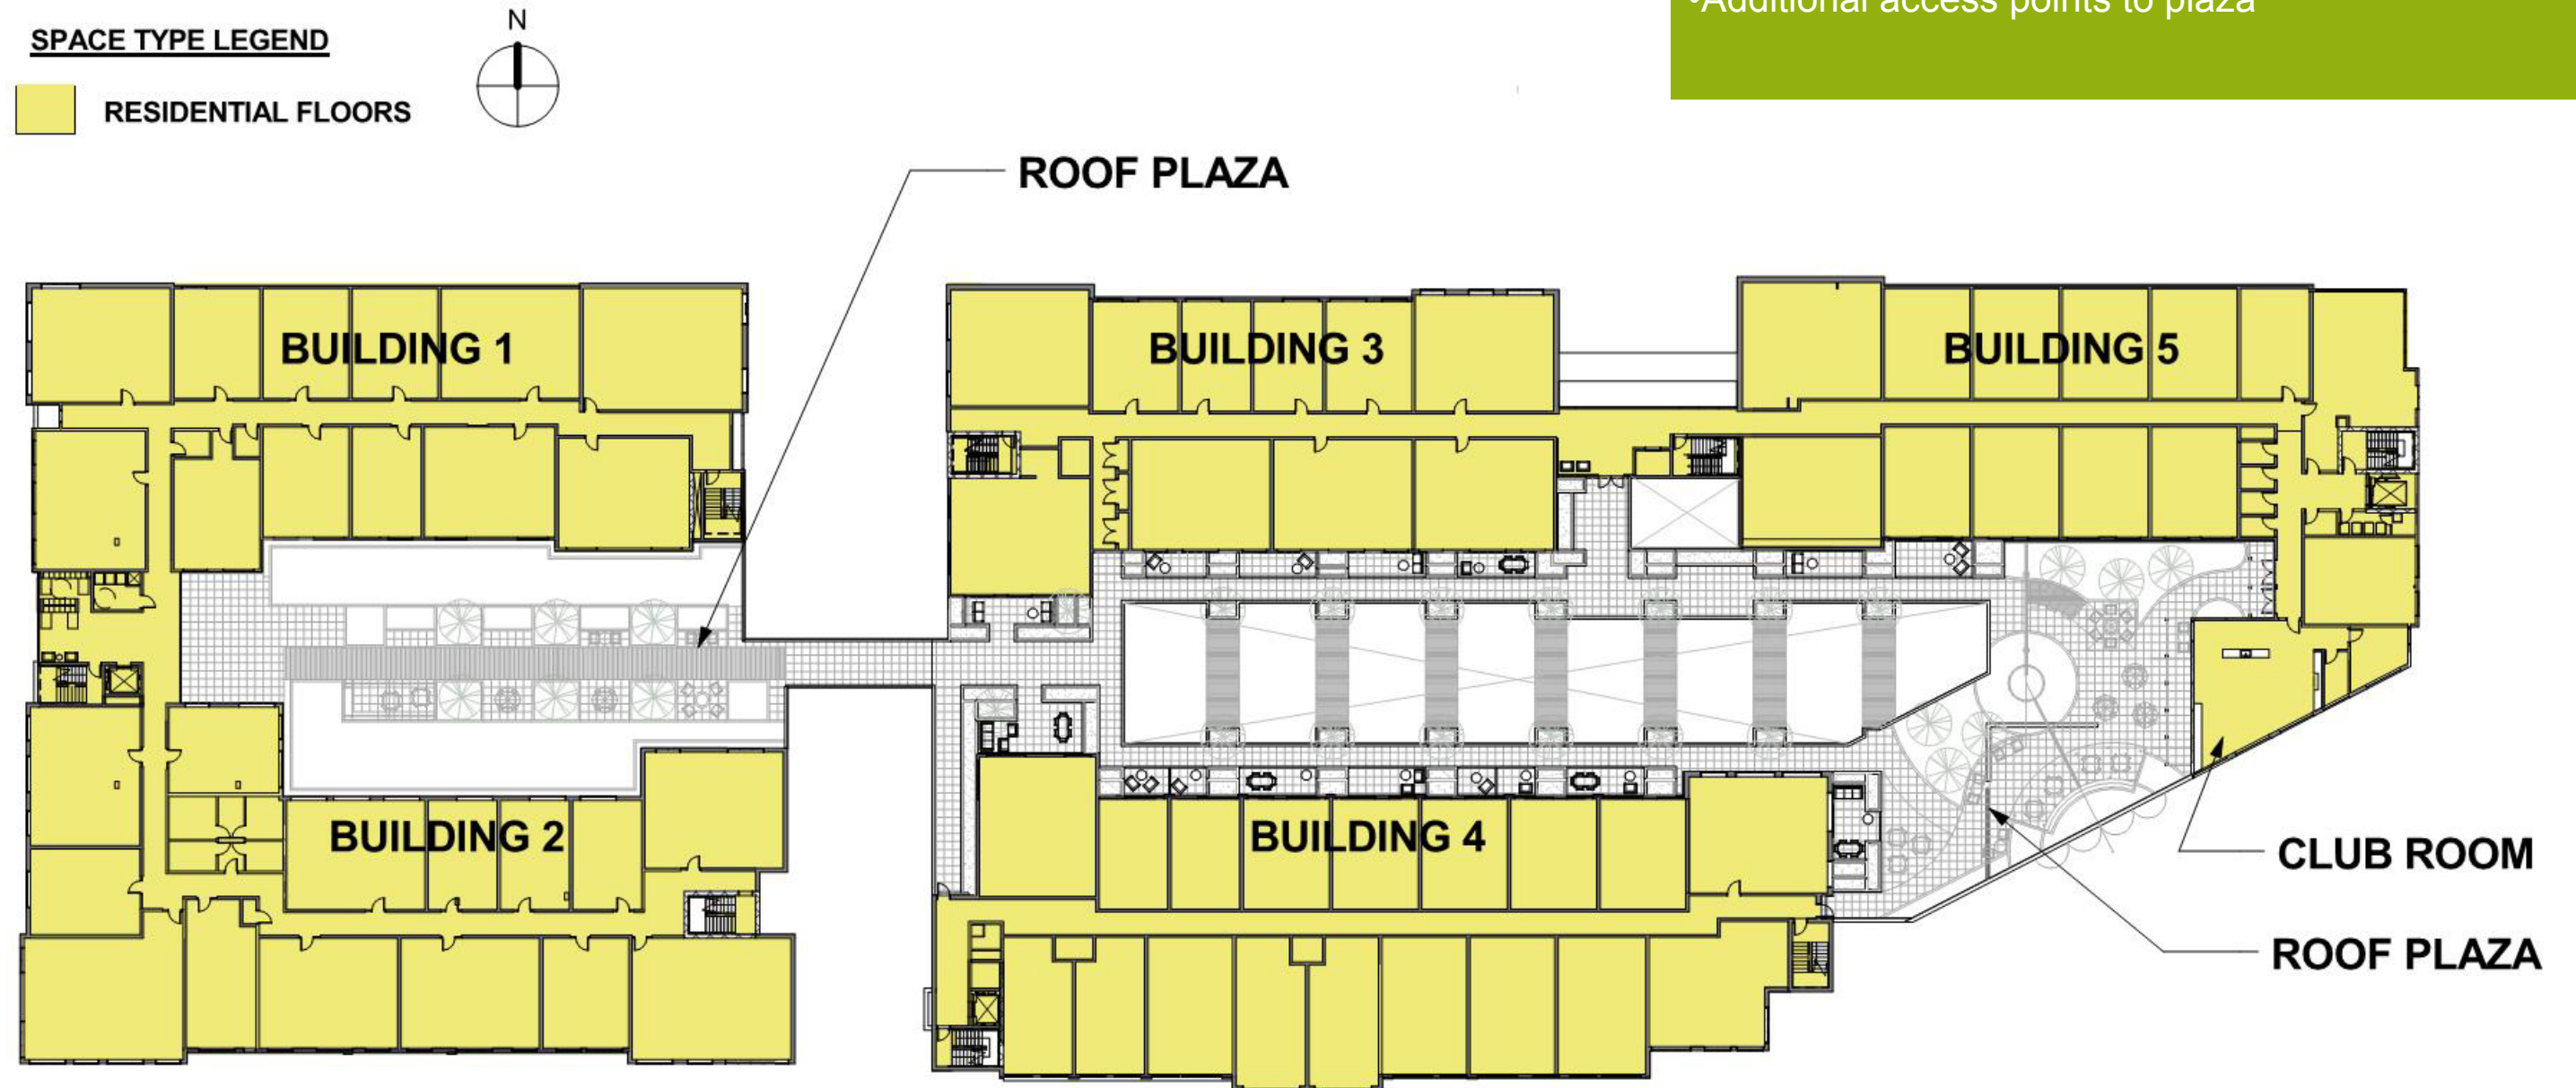 •Additional access points to plaza
N
SPACE TYPE LEGEND
RESIDENTIAL FLOORS
ROOF PLAZA
BUILDING 1
BUILDING 3
BUILDING 5
BUILDING 2
BUILDING 4
CLUB ROOM
ROOF PLAZA